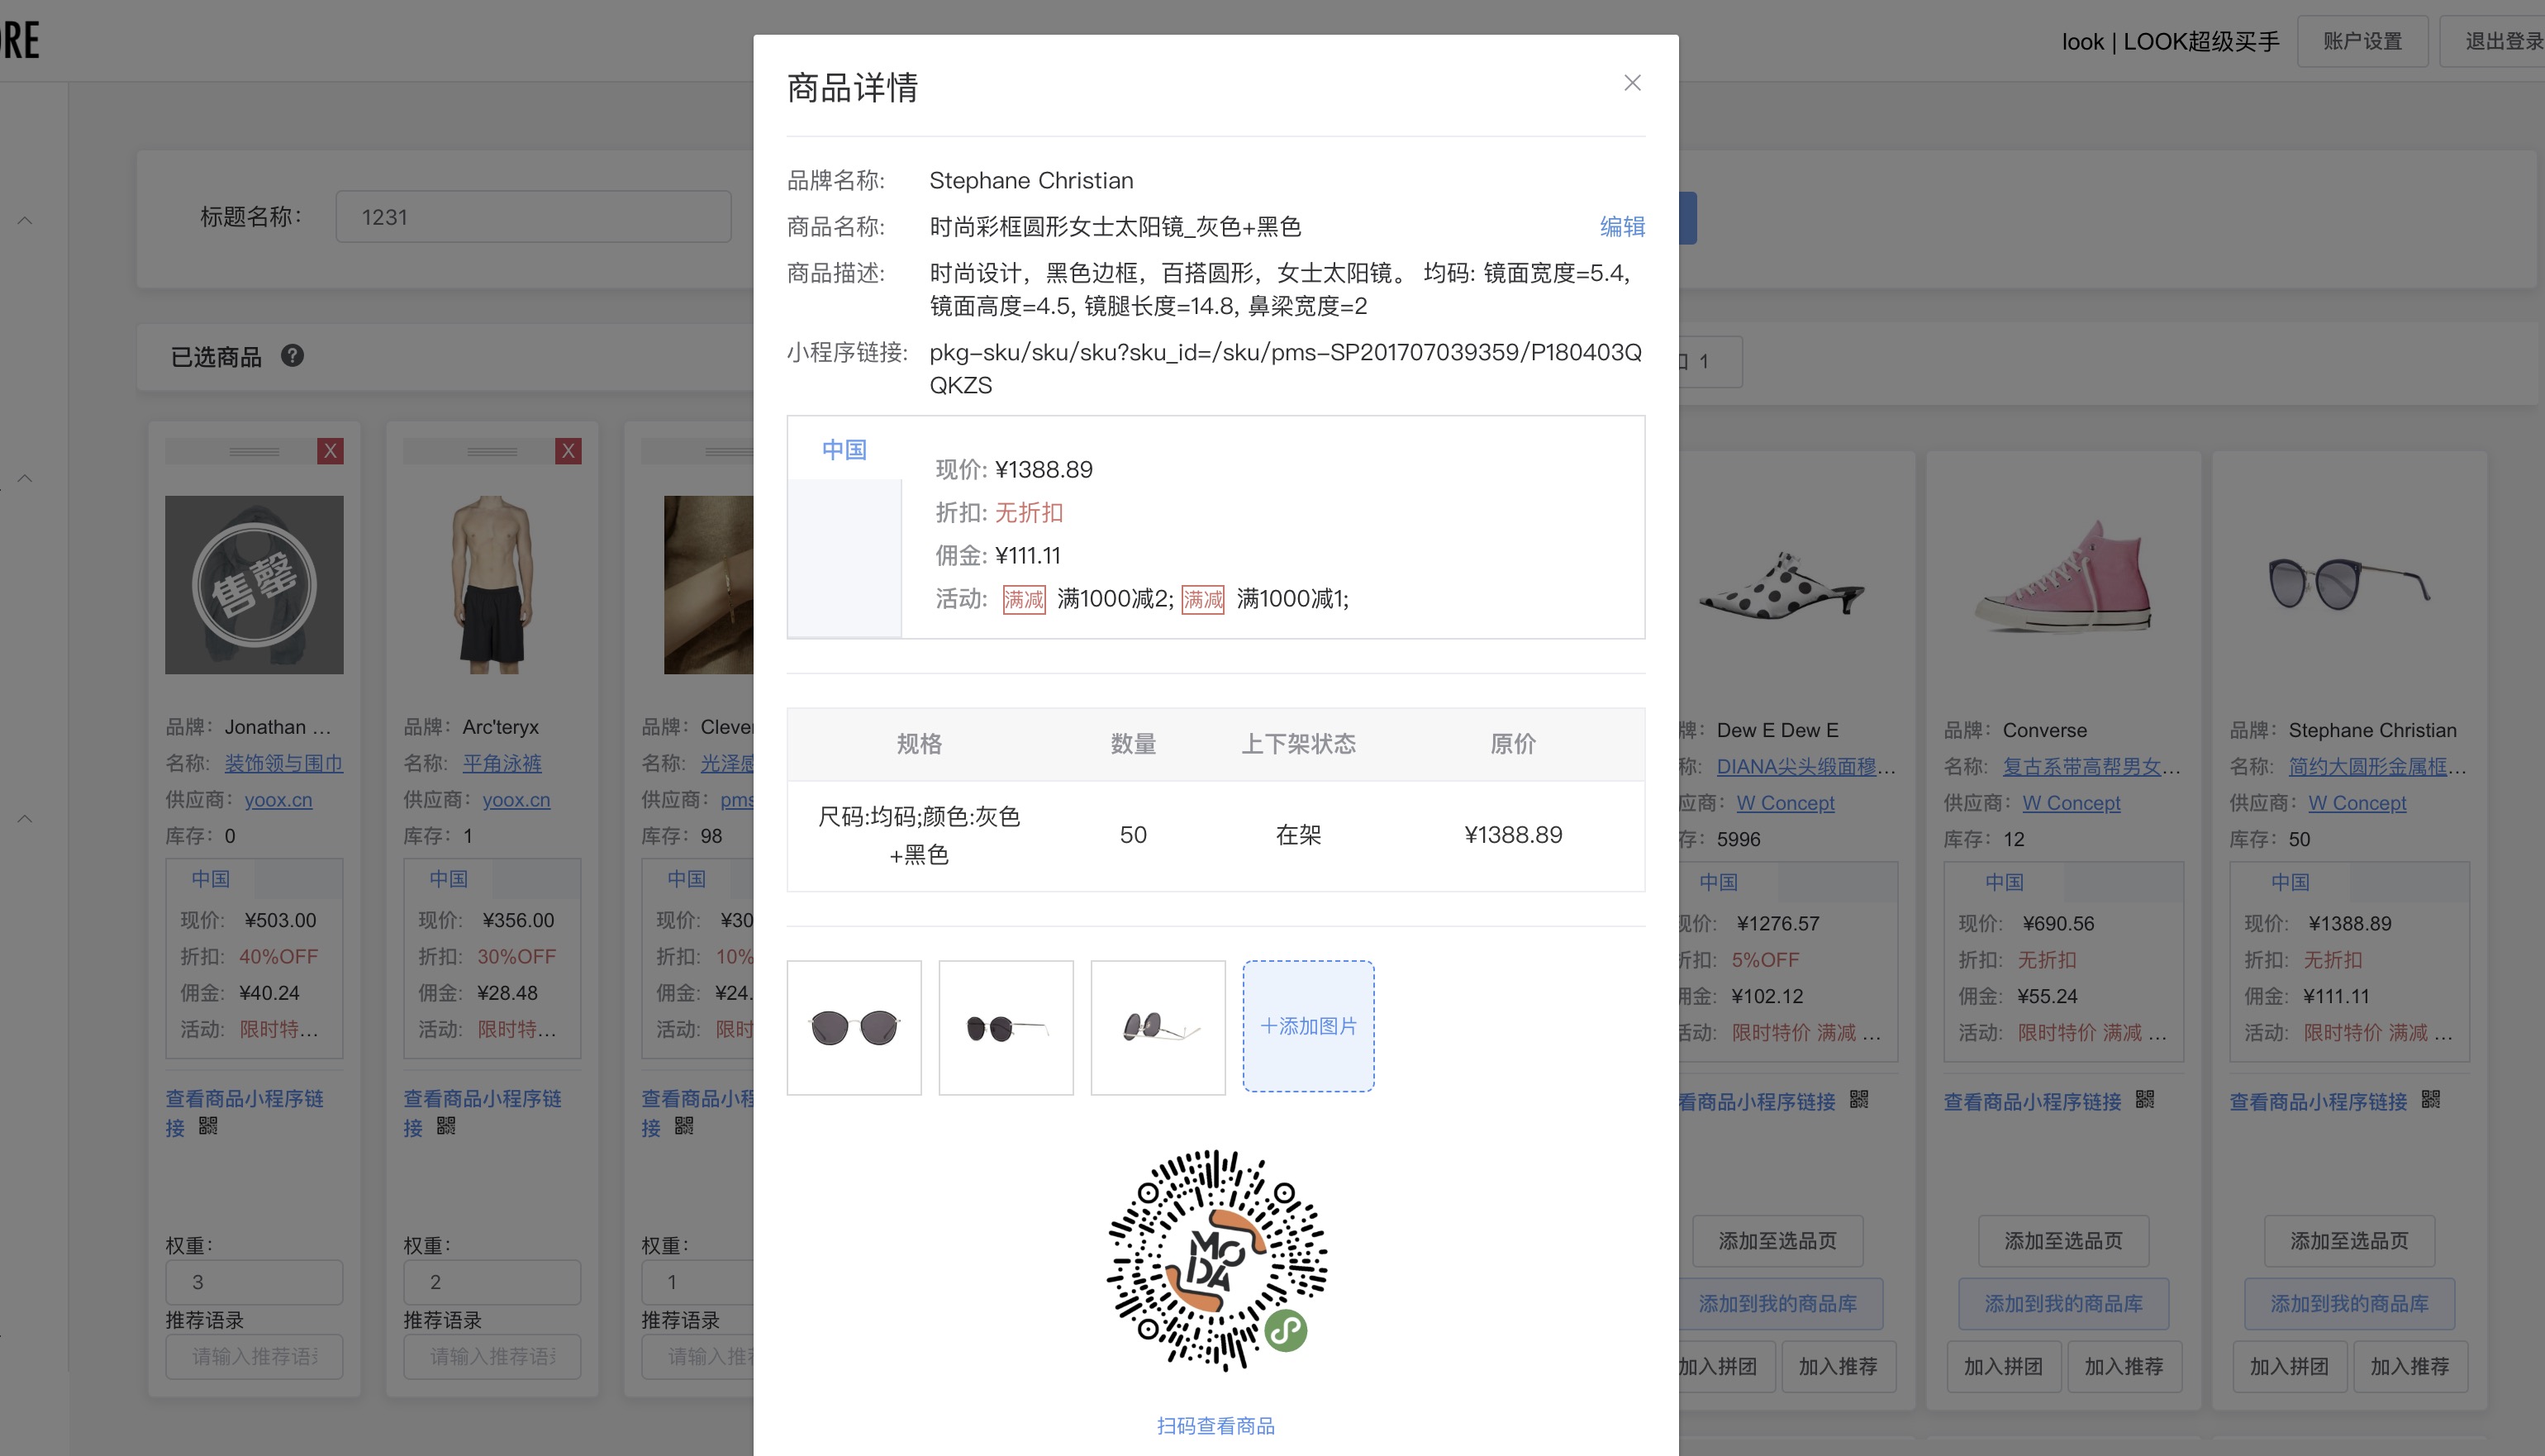 ORE
look | LOOK超级买手
账户设置
退出登录
标题名称：
1231
已选商品
?
扣 1
商品详情
品牌名称:
Stephane Christian
商品名称:
时尚彩框圆形女士太阳镜_灰色+黑色
编辑
商品描述:
时尚设计，黑色边框，百搭圆形，女士太阳镜。 均码: 镜面宽度=5.4,
镜面高度=4.5, 镜腿长度=14.8, 鼻梁宽度=2
小程序链接:
pkg-sku/sku/sku?sku_id=/sku/pms-SP201707039359/P180403Q
QKZS
中国
现价: ¥1388.89
折扣: 无折扣
佣金: ¥111.11
活动: 满减 满1000减2; 满减 满1000减1;
规格 数量 上下架状态 原价
尺码:均码;颜色:灰色
+黑色
50
在架
¥1388.89
+添加图片
MODA
扫码查看商品
X
售罄
品牌： Jonathan ...
名称： 装饰领与围巾
供应商： yoox.cn
库存： 0
中国
现价: ¥503.00
折扣: 40%OFF
佣金: ¥40.24
活动: 限时特...
查看商品小程序链
接
权重：
3
推荐语录
请输入推荐语录
X
品牌： Arc'teryx
名称： 平角泳裤
供应商： yoox.cn
库存： 1
中国
现价: ¥356.00
折扣: 30%OFF
佣金: ¥28.48
活动: 限时特...
查看商品小程序链
接
权重：
2
推荐语录
请输入推荐语录
品牌： Clever
名称： 光泽感
供应商： pms
库存： 98
中国
现价: ¥30
折扣: 10%
佣金: ¥24.
活动: 限时
查看商品小程
接
权重：
1
推荐语录
请输入推荐
牌： Dew E Dew E
称： DIANA尖头缎面穆...
应商： W Concept
存： 5996
中国
现价: ¥1276.57
折扣: 5%OFF
佣金: ¥102.12
活动: 限时特价 满减 ...
看商品小程序链接
添加至选品页
添加到我的商品库
加入拼团
加入推荐
品牌： Converse
名称： 复古系带高帮男女...
供应商： W Concept
库存： 12
中国
现价: ¥690.56
折扣: 无折扣
佣金: ¥55.24
活动: 限时特价 满减 ...
查看商品小程序链接
添加至选品页
添加到我的商品库
加入拼团
加入推荐
品牌： Stephane Christian
名称： 简约大圆形金属框...
供应商： W Concept
库存： 50
中国
现价: ¥1388.89
折扣: 无折扣
佣金: ¥111.11
活动: 限时特价 满减 ...
查看商品小程序链接
添加至选品页
添加到我的商品库
加入拼团
加入推荐